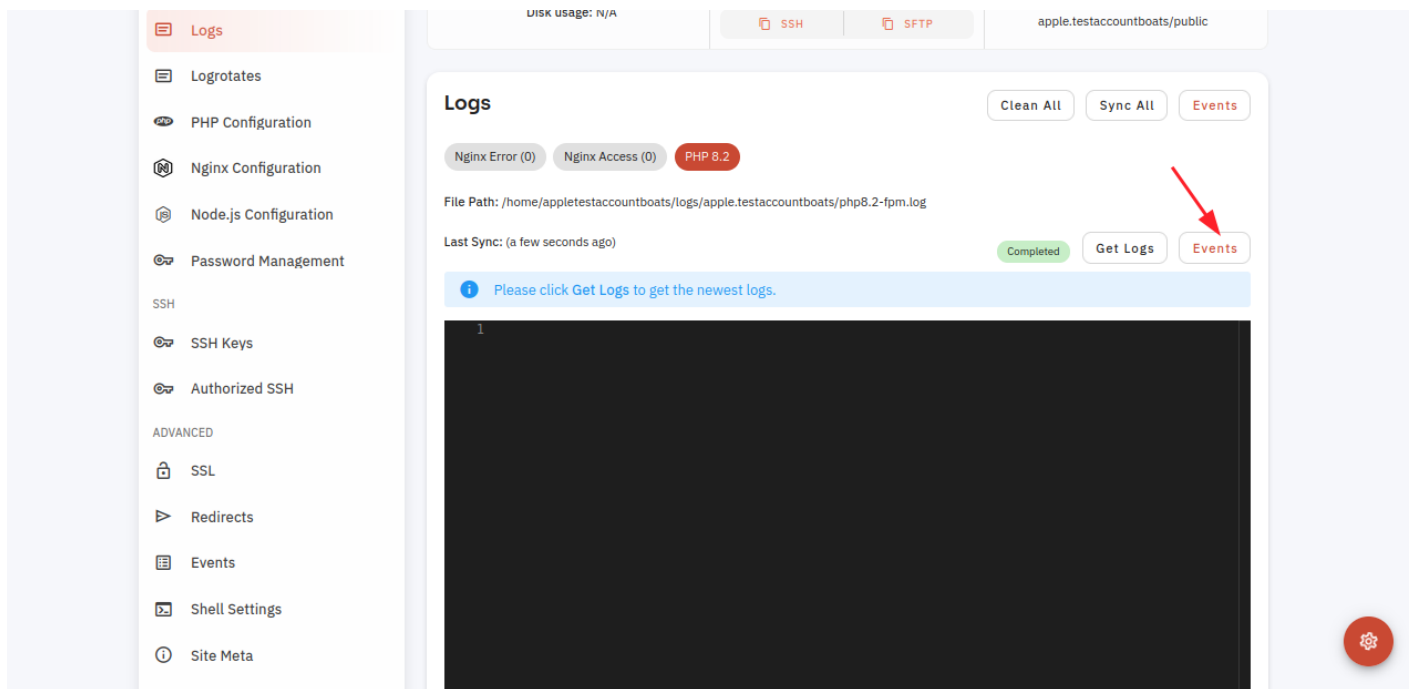 Disk usage: N/A
SSH
SFTP
apple.testaccountboats/public
Logs
Logrotates
PHP Configuration
Nginx Configuration
Node.js Configuration
Password Management
SSH
SSH Keys
Authorized SSH
ADVANCED
SSL
Redirects
Events
Shell Settings
Site Meta
Logs
Clean All
Sync All
Events
Nginx Error (0)
Nginx Access (0)
PHP 8.2
File Path: /home/appletestaccountboats/logs/apple.testaccountboats/php8.2-fpm.log
Last Sync: (a few seconds ago)
Completed
Get Logs
Events
Please click Get Logs to get the newest logs.
1